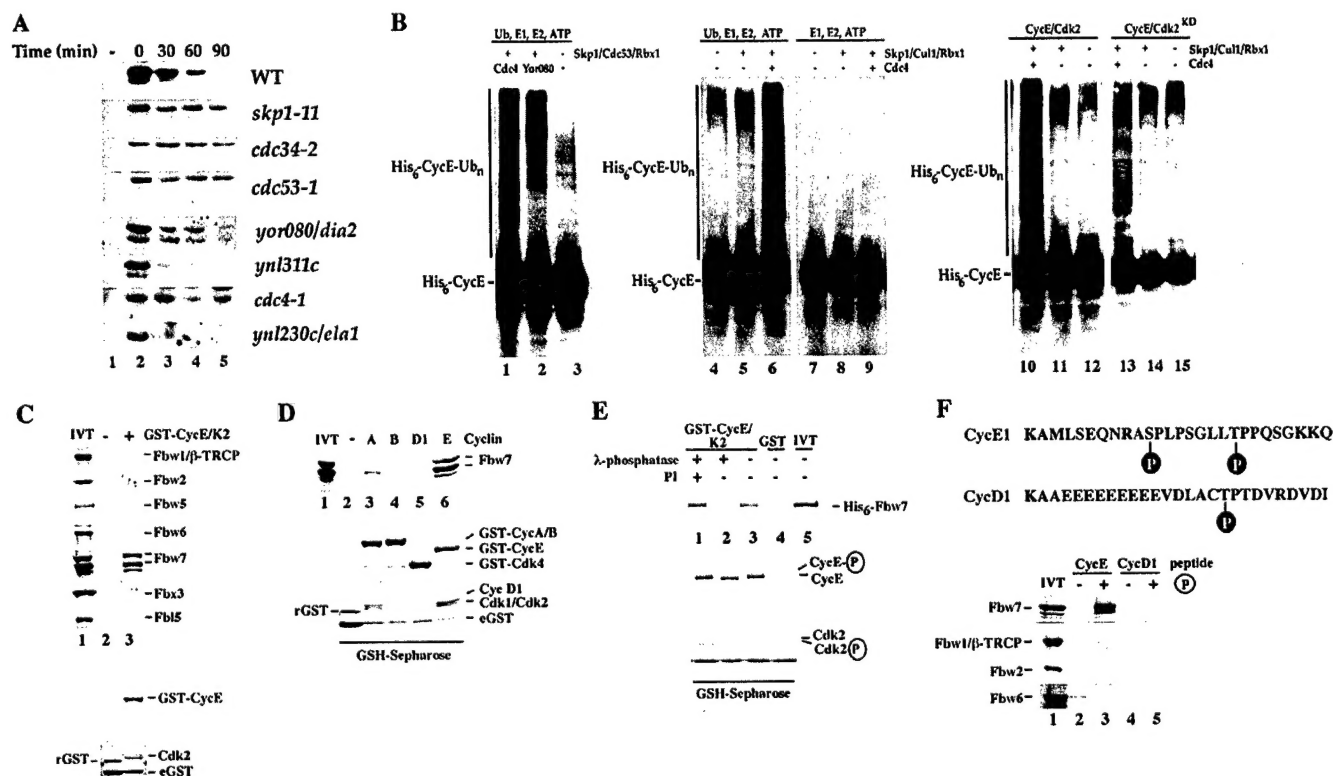 A
Time (min) - 0 30 60 90
WT
skp1-11
cdc34-2
cdc53-1
yor080/dia2
ynl311c
cdc4-1
ynl230c/ela1
1 2 3 4 5
B
Ub, E1, E2, ATP
+ + - Skp1/Cdc53/Rbx1
Cdc4 Yor080 -
His6-CycE-Ubn
His6-CycE-
1 2 3
Ub, E1, E2, ATP E1, E2, ATP
- + + - + + Skp1/Cul1/Rbx1
- - + - - + Cdc4
His6-CycE-Ubn
His6-CycE-
4 5 6 7 8 9
CycE/Cdk2 CycE/Cdk2 KD
+ + - + + - Skp1/Cul1/Rbx1
+ - - + - - Cdc4
His6-CycE-Ubn
His6-CycE-
10 11 12 13 14 15
C
IVT - + GST-CycE/K2
Fbw1/β-TRCP
Fbw2
Fbw5
Fbw6
Fbw7
Fbx3
Fbl5
1 2 3
-GST-CycE
rGST- -Cdk2
-eGST
D
IVT - A B D1 E Cyclin
Fbw7
1 2 3 4 5 6
GST-CycA/B
GST-CycE
GST-Cdk4
Cyc D1
Cdk1/Cdk2
rGST
eGST
GSH-Sepharose
E
GST-CycE/K2 GST IVT
λ-phosphatase + + - - -
PI + - - - -
-His6-Fbw7
1 2 3 4 5
CycE-P
CycE
Cdk2
Cdk2 P
GSH-Sepharose
F
CycE1 KAMLSEQNRASPLPSGLLTPPQSGKKQ
P P
CycD1 KAAEEEEEEEEEVDLACTPTDVRDVDI
P
CycE CycD1 peptide
IVT - + - + P
Fbw7
Fbw1/β-TRCP
Fbw2
Fbw6
1 2 3 4 5